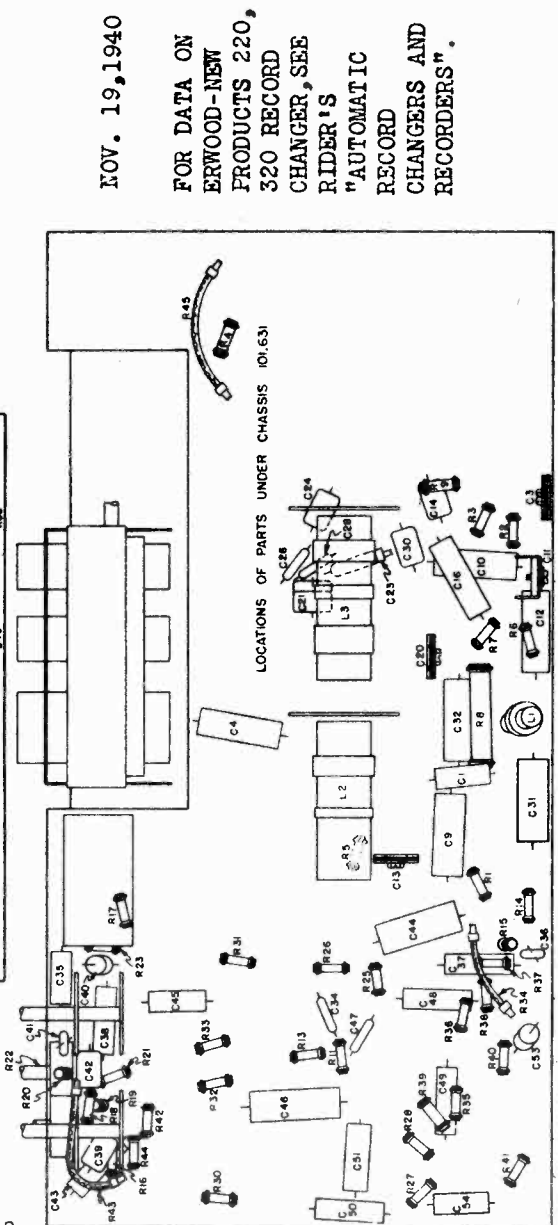 NOV. 19,1940
FOR DATA ON
ERWOOD-NEW
PRODUCTS 220,
320 RECORD
CHANGER,SEE
RIDER'S
"AUTOMATIC
RECORD
CHANGERS AND
RECORDERS".
LOCATIONS OF PARTS UNDER CHASSIS 101.631
R45
C24
C26
C28
C21
C23
L3
C30
C14
R3
R2
C3
C16
C10
C11
C12
R7
R6
C20
C4
C32
R8
L1
C1
L2
C9
C31
R5
C13
R1
R14
R17
R23
C35
C40
R31
R26
C44
R25
R15
C36
C37
R37
R34
C41
C38
C45
R33
C34
C48
R36
R38
R22
C42
R21
R13
R11
C47
R40
C53
R20
R18
R19
R32
C46
R39
C49
R35
R42
C39
R44
R16
C51
R28
C43
R43
R30
C50
R27
C54
R41